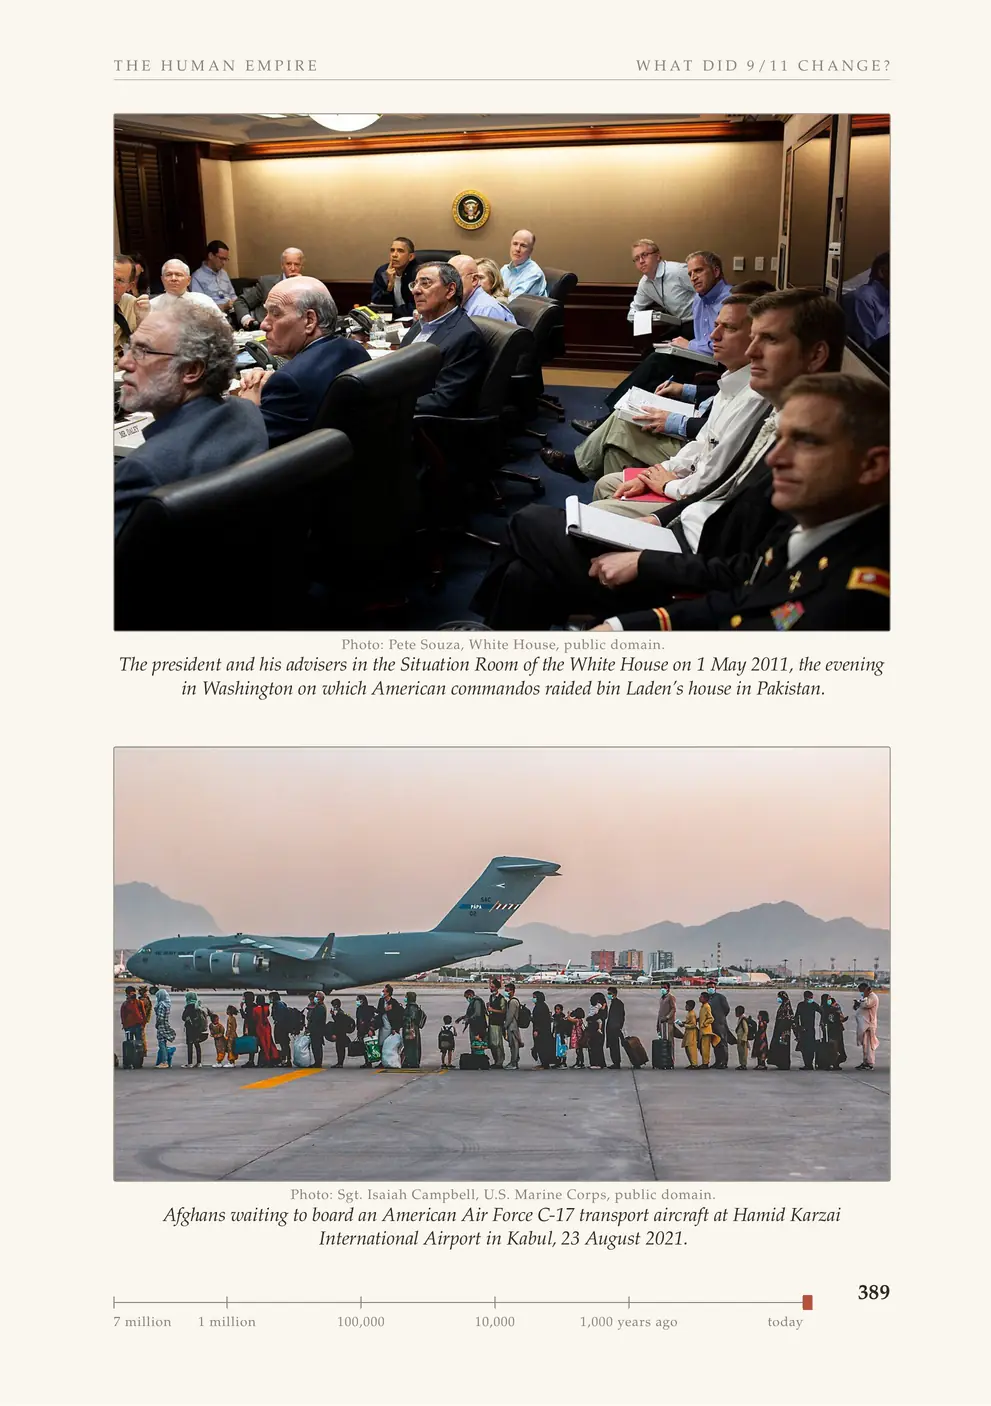 THE HUMAN EMPIRE
WHAT DID 9/11 CHANGE?
Photo: Pete Souza, White House, public domain.
The president and his advisers in the Situation Room of the White House on 1 May 2011, the evening
in Washington on which American commandos raided bin Laden’s house in Pakistan.
Photo: Sgt. Isaiah Campbell, U.S. Marine Corps, public domain.
Afghans waiting to board an American Air Force C-17 transport aircraft at Hamid Karzai
International Airport in Kabul, 23 August 2021.
389
7 million
1 million
100,000
10,000
1,000 years ago
today